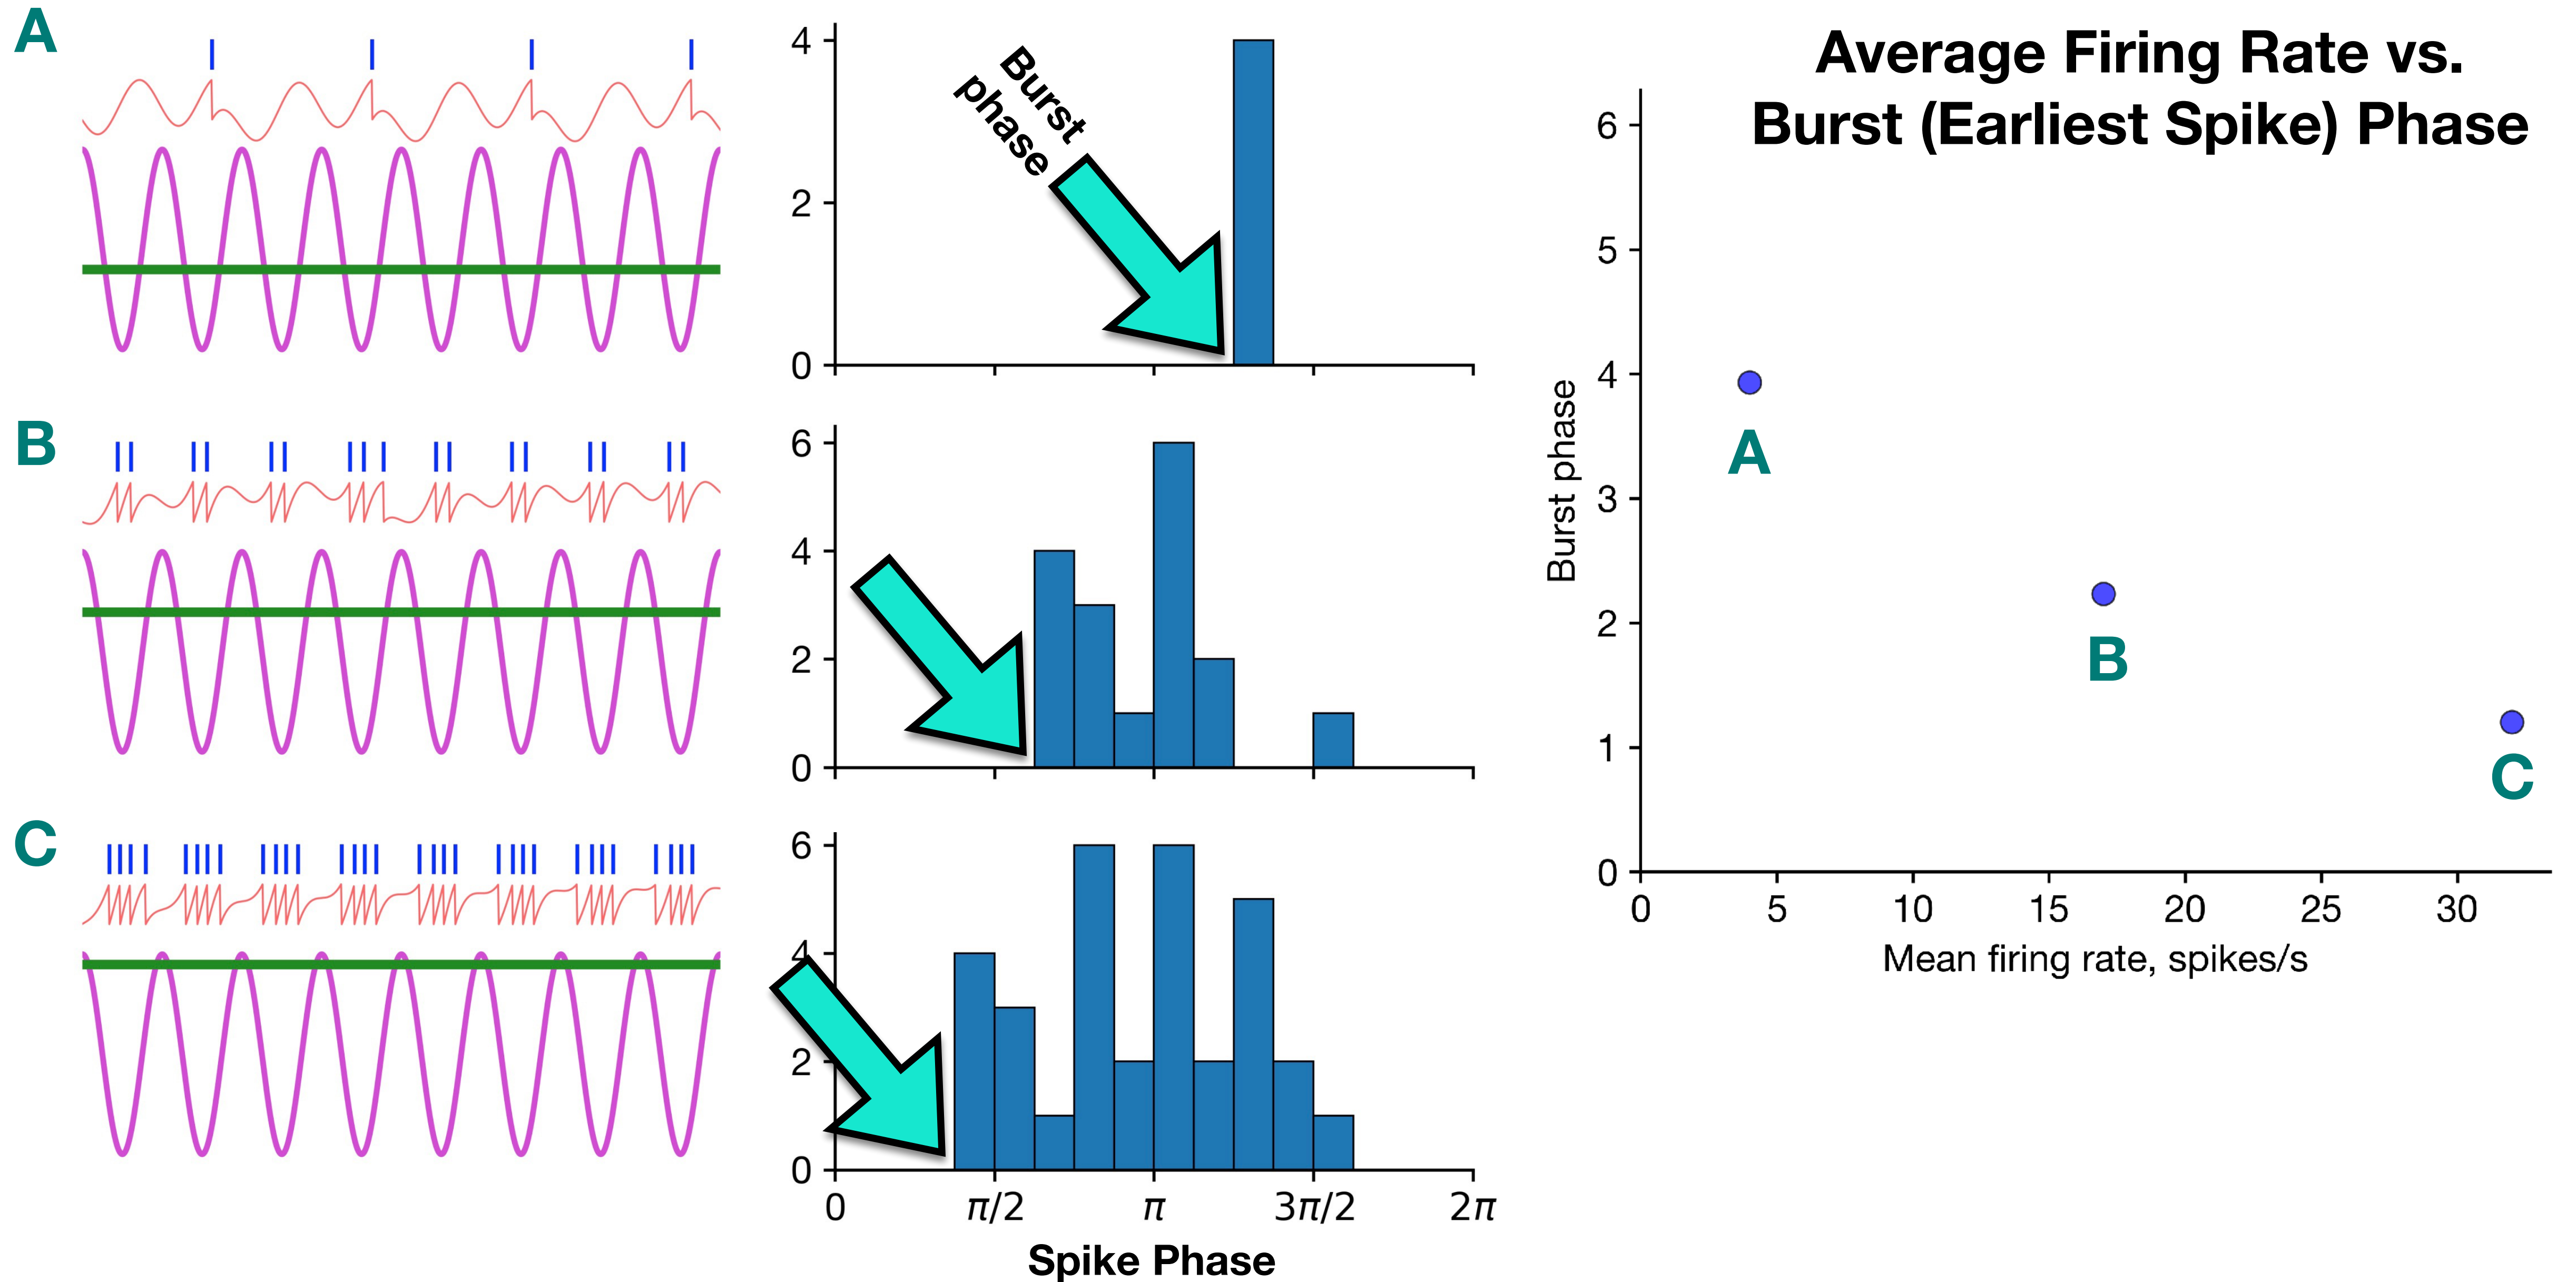 A
4
2
0
Burst
phase
B
6
4
2
0
C
6
4
2
0
0 π/2 π 3π/2 2π
Spike Phase
Average Firing Rate vs.
Burst (Earliest Spike) Phase
6
5
4
3
2
1
0
Burst phase
A
B
C
0 5 10 15 20 25 30
Mean firing rate, spikes/s